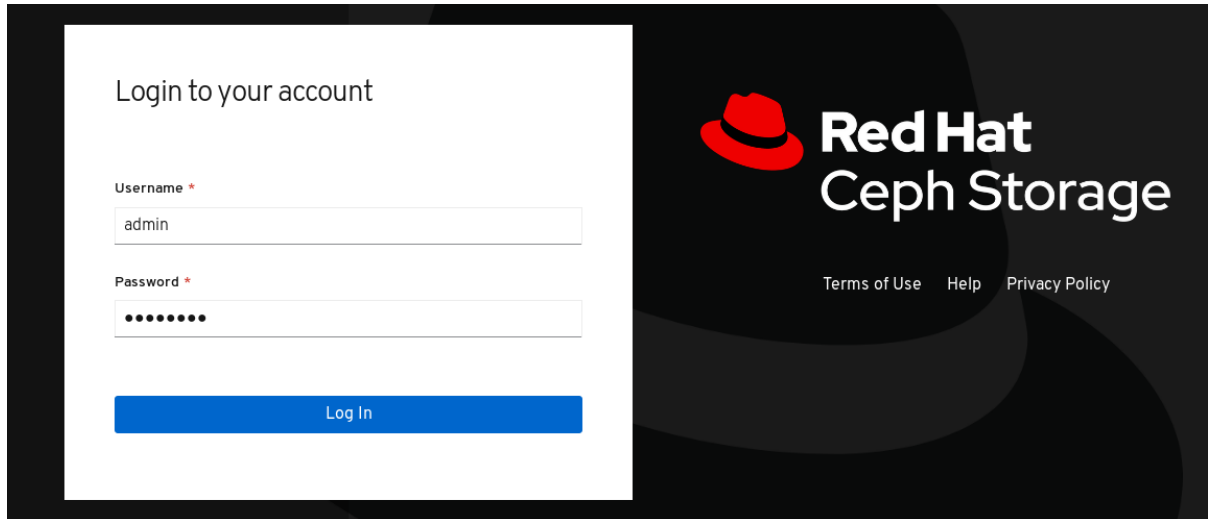 Login to your account
Username *
admin
Password *
••••••••
Log In
Red Hat
Ceph Storage
Terms of Use Help Privacy Policy